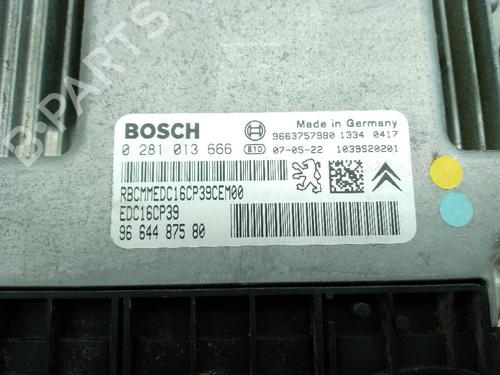 B-PARTS
BOSCH
Made in Germany
0 281 013 666
B10
9663757980 1334 0417
07-05-22 1039S20201
RBCMMEDC16CP39CEM00
EDC16CP39
96 644 875 80